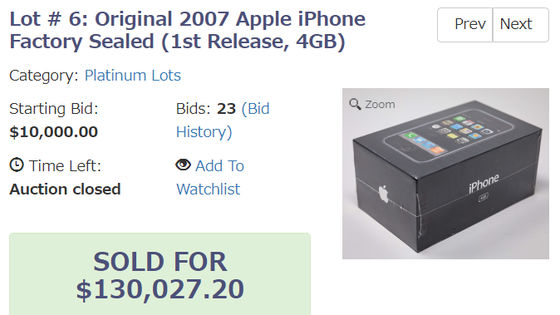 Lot # 6: Original 2007 Apple iPhone
Factory Sealed (1st Release, 4GB)
Prev
Next
Category: Platinum Lots
Starting Bid:
$10,000.00
Bids: 23 (Bid
History)
Time Left:
Auction closed
Add To
Watchlist
SOLD FOR
$130,027.20
Zoom
iPhone